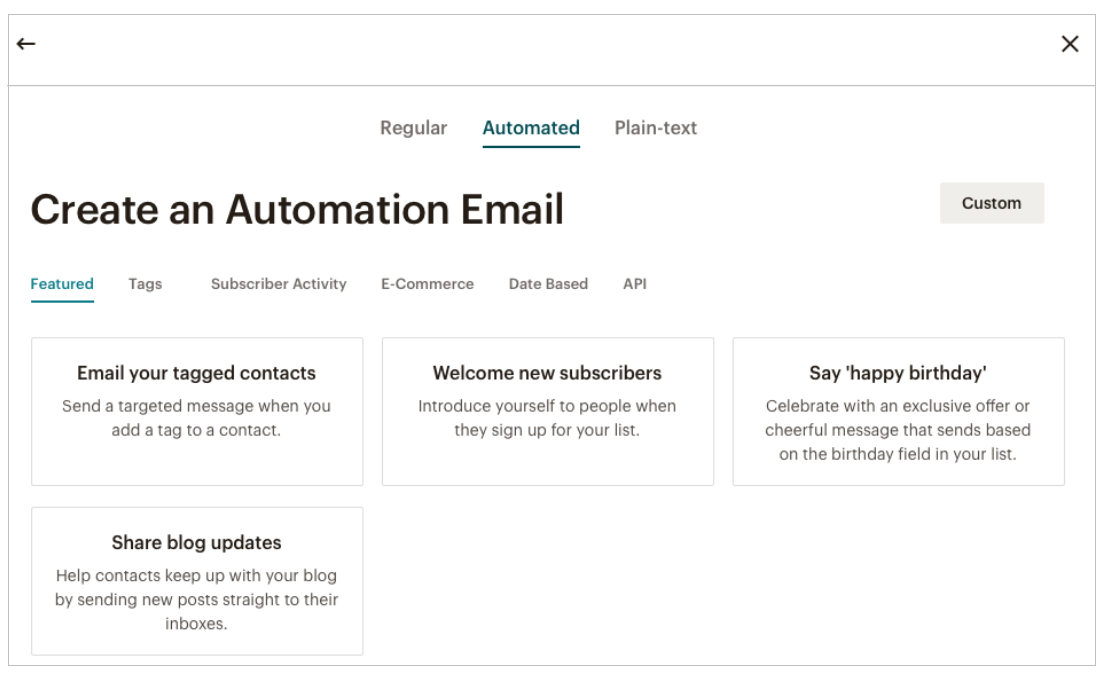 Regular Automated Plain-text
Create an Automation Email
Custom
Featured Tags Subscriber Activity E-Commerce Date Based API
Email your tagged contacts
Send a targeted message when you
add a tag to a contact.
Welcome new subscribers
Introduce yourself to people when
they sign up for your list.
Say 'happy birthday'
Celebrate with an exclusive offer or
cheerful message that sends based
on the birthday field in your list.
Share blog updates
Help contacts keep up with your blog
by sending new posts straight to their
inboxes.